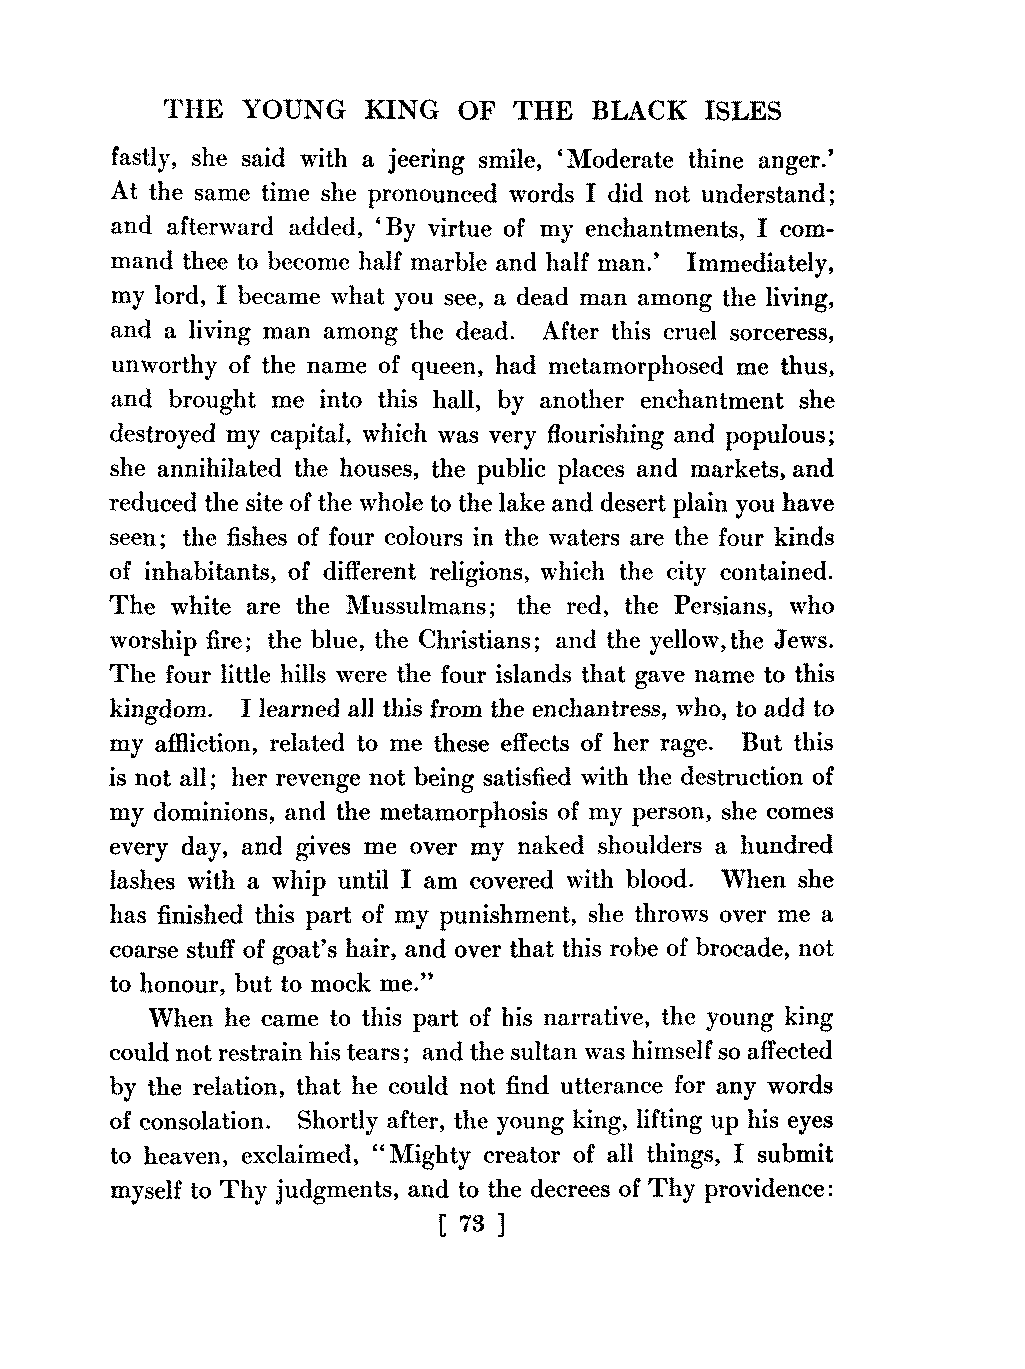 THE YOUNG KING OF THE BLACK ISLES
fastly, she said with a jeering smile, ‘Moderate thine anger.’
At the same time she pronounced words I did not understand;
and afterward added, ‘By virtue of my enchantments, I com-
mand thee to become half marble and half man.’ Immediately,
my lord, I became what you see, a dead man among the living,
and a living man among the dead. After this cruel sorceress,
unworthy of the name of queen, had metamorphosed me thus,
and brought me into this hall, by another enchantment she
destroyed my capital, which was very flourishing and populous;
she annihilated the houses, the public places and markets, and
reduced the site of the whole to the lake and desert plain you have
seen; the fishes of four colours in the waters are the four kinds
of inhabitants, of different religions, which the city contained.
The white are the Mussulmans; the red, the Persians, who
worship fire; the blue, the Christians; and the yellow, the Jews.
The four little hills were the four islands that gave name to this
kingdom. I learned all this from the enchantress, who, to add to
my affliction, related to me these effects of her rage. But this
is not all; her revenge not being satisfied with the destruction of
my dominions, and the metamorphosis of my person, she comes
every day, and gives me over my naked shoulders a hundred
lashes with a whip until I am covered with blood. When she
has finished this part of my punishment, she throws over me a
coarse stuff of goat’s hair, and over that this robe of brocade, not
to honour, but to mock me.”
When he came to this part of his narrative, the young king
could not restrain his tears; and the sultan was himself so affected
by the relation, that he could not find utterance for any words
of consolation. Shortly after, the young king, lifting up his eyes
to heaven, exclaimed, “Mighty creator of all things, I submit
myself to Thy judgments, and to the decrees of Thy providence:
[ 73 ]